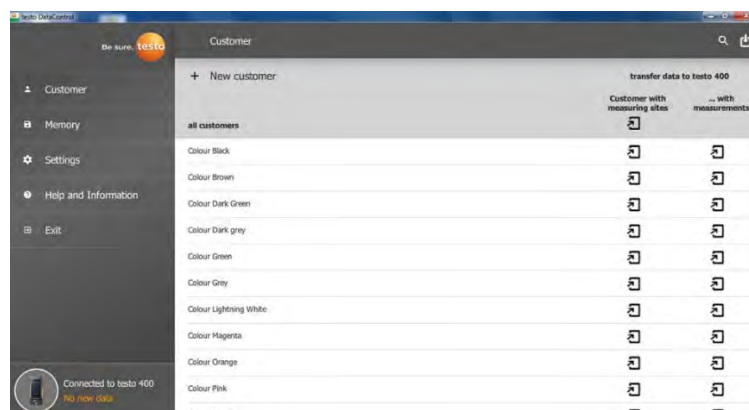 testo DataControl
Be sure. testo
Customer
Customer
Memory
Settings
Help and Information
Exit
Connected to testo 400
No new data
+ New customer
transfer data to testo 400
Customer with
measuring sites
... with
measurements
all customers
Colour Black
Colour Brown
Colour Dark Green
Colour Dark grey
Colour Green
Colour Grey
Colour Lightning White
Colour Magenta
Colour Orange
Colour Pink